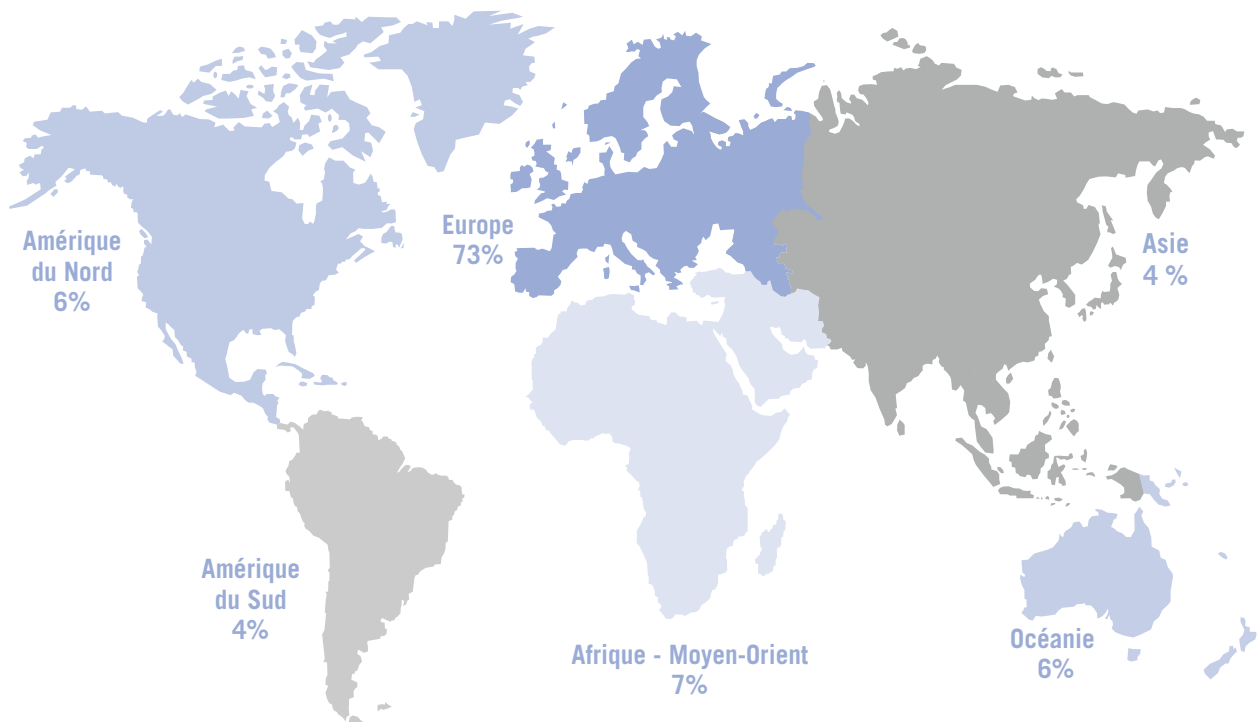 Amérique
du Nord
6%
Europe
73%
Asie
4 %
Amérique
du Sud
4%
Afrique - Moyen-Orient
7%
Océanie
6%